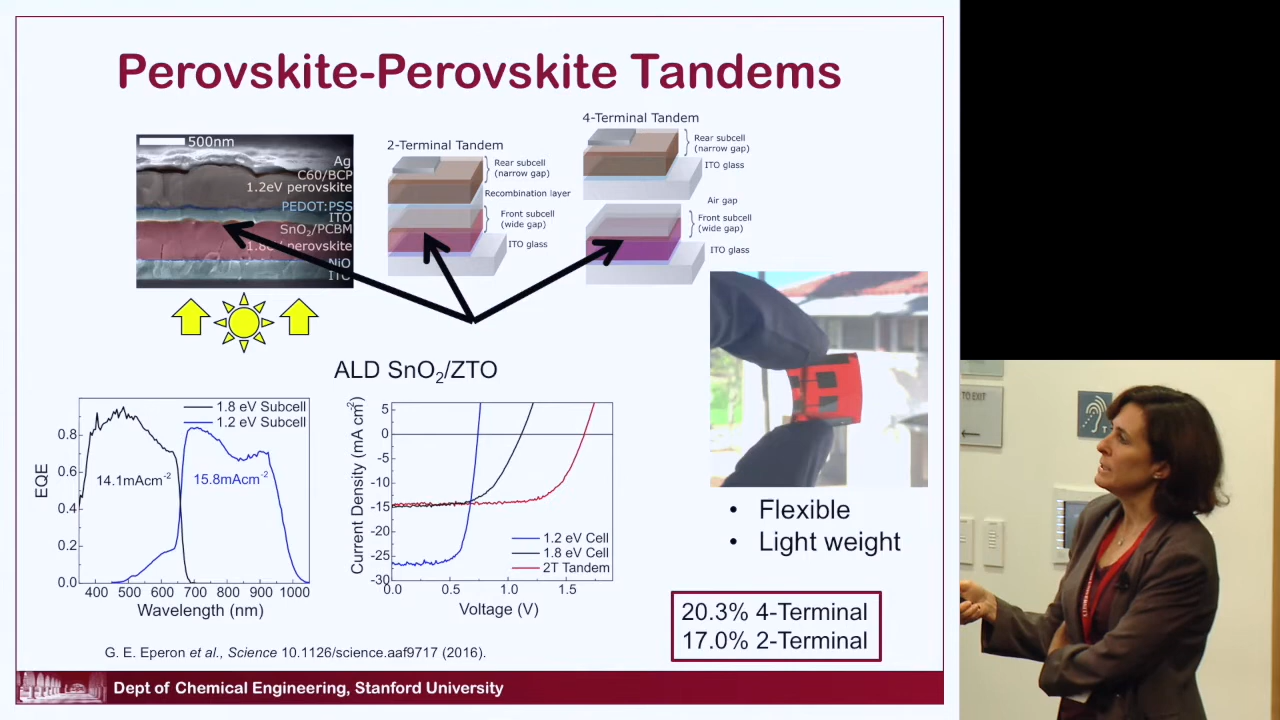 Perovskite-Perovskite Tandems
500nm
Ag
C60/BCP
1.2eV perovskite
PEDOT:PSS
ITO
SnO₂/PCBM
1.8eV perovskite
NiO
ITO
2-Terminal Tandem
Rear subcell
(narrow gap)
Recombination layer
Front subcell
(wide gap)
ITO glass
4-Terminal Tandem
Rear subcell
(narrow gap)
ITO glass
Air gap
Front subcell
(wide gap)
ITO glass
ALD SnO₂/ZTO
EQE
0.8
0.6
0.4
0.2
0.0
1.8 eV Subcell
1.2 eV Subcell
14.1mAcm⁻²
15.8mAcm⁻²
400 500 600 700 800 900 1000
Wavelength (nm)
Current Density (mA cm⁻²)
5
0
-5
-10
-15
-20
-25
-30
1.2 eV Cell
1.8 eV Cell
2T Tandem
0.0 0.5 1.0 1.5
Voltage (V)
• Flexible
• Light weight
20.3% 4-Terminal
17.0% 2-Terminal
G. E. Eperon et al., Science 10.1126/science.aaf9717 (2016).
Dept of Chemical Engineering, Stanford University
TO EXIT
←
T